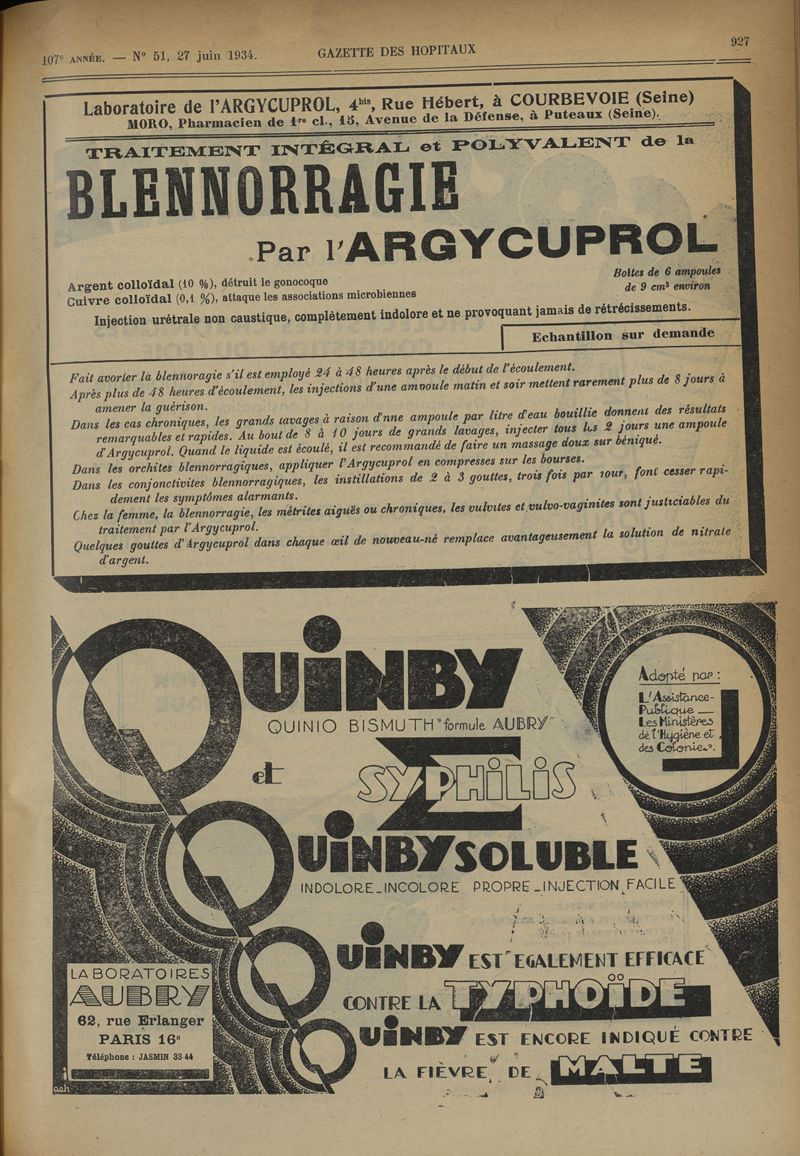 107e ANNÉE. — N° 51, 27 juin 1934.
GAZETTE DES HOPITAUX
927
Laboratoire de l'ARGYCUPROL, 4bis, Rue Hébert, à COURBEVOIE (Seine)
MORO, Pharmacien de 1re cl., 15, Avenue de la Défense, à Puteaux (Seine).
TRAITEMENT INTÉGRAL et POLYVALENT de la
BLENNORRAGIE
Par l'ARGYCUPROL
Argent colloïdal (10 %), détruit le gonocoque
Cuivre colloïdal (0,1 %), attaque les associations microbiennes
Boîtes de 6 ampoules
de 9 cm3 environ
Injection urétrale non caustique, complètement indolore et ne provoquant jamais de rétrécissements.
Echantillon sur demande
Fait avorter la blennoragie s'il est employé 24 à 48 heures après le début de l'écoulement.
Après plus de 48 heures d'écoulement, les injections d'une ampoule matin et soir mettent rarement plus de 8 jours à
amener la guérison.
Dans les cas chroniques, les grands lavages à raison d'nne ampoule par litre d'eau bouillie donnent des résultats
remarquables et rapides. Au bout de 8 à 10 jours de grands lavages, injecter tous les 2 jours une ampoule
d'Argycuprol. Quand le liquide est écoulé, il est recommandé de faire un massage doux sur béniqué.
Dans les orchites blennorragiques, appliquer l'Argycuprol en compresses sur les bourses.
Dans les conjonctivites blennorragiques, les instillations de 2 à 3 gouttes, trois fois par jour, font cesser rapi-
dement les symptômes alarmants.
Chez la femme, la blennorragie, les métrites aiguës ou chroniques, les vulvites et vulvo-vaginites sont justiciables du
traitement par l'Argycuprol.
Quelques gouttes d'Argycuprol dans chaque œil de nouveau-né remplace avantageusement la solution de nitrate
d'argent.
QUINBY
QUINIO BISMUTH "formule AUBRY"
Adopté par :
L'Assistance-
Publique —
Les Ministères
de l'Hygiène et
des Colonies.
et
SYPHILIS
QUINBY SOLUBLE
INDOLORE_INCOLORE PROPRE_INJECTION FACILE
QUINBY EST EGALEMENT EFFICACE
CONTRE LA TYPHOÏDE
QUINBY EST ENCORE INDIQUÉ CONTRE
LA FIÈVRE DE MALTE
LABORATOIRES
AUBRY
62, rue Erlanger
PARIS 16e
Téléphone : JASMIN 33-44